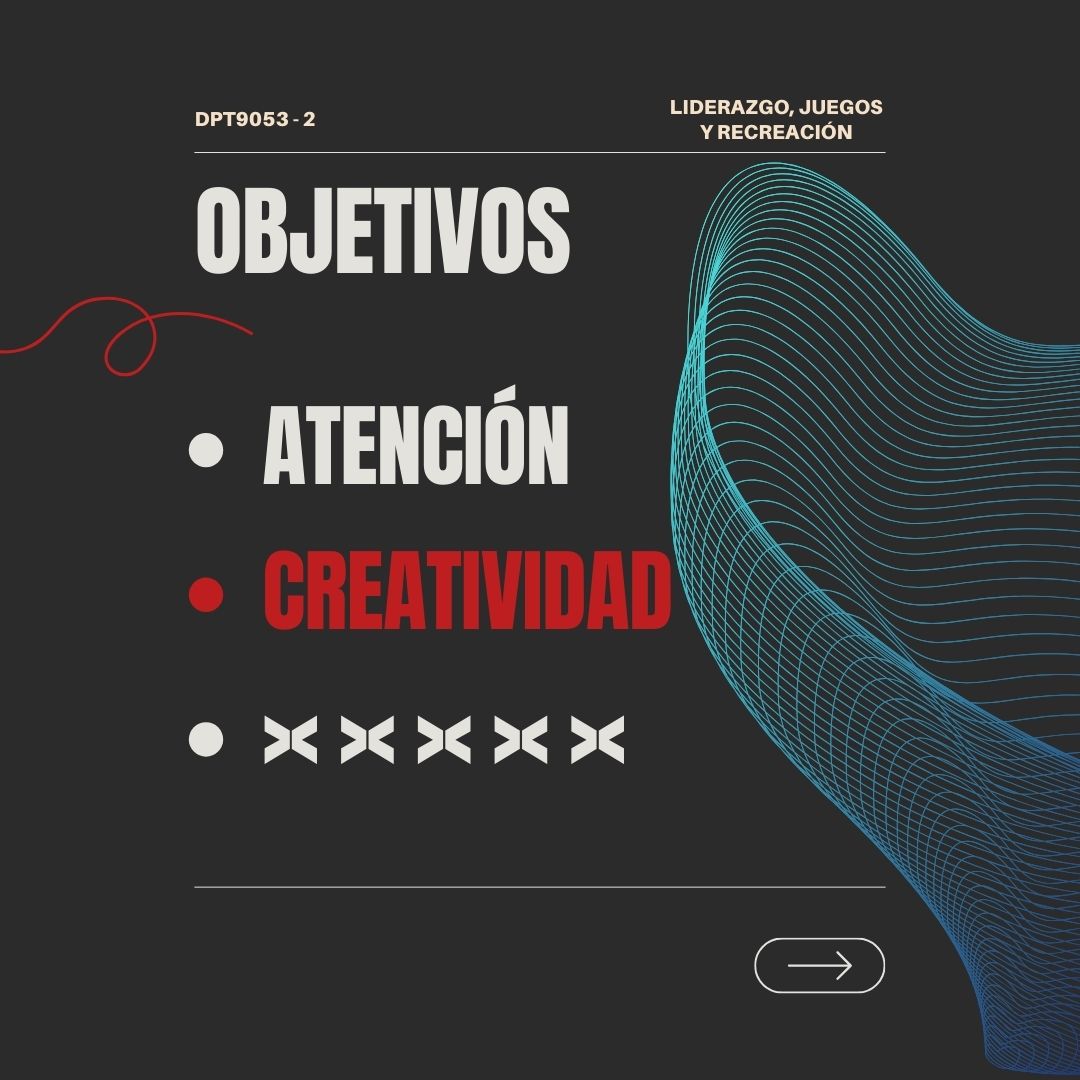 DPT9053 - 2
LIDERAZGO, JUEGOS
Y RECREACIÓN
OBJETIVOS
• ATENCIÓN
• CREATIVIDAD
• X X X X X